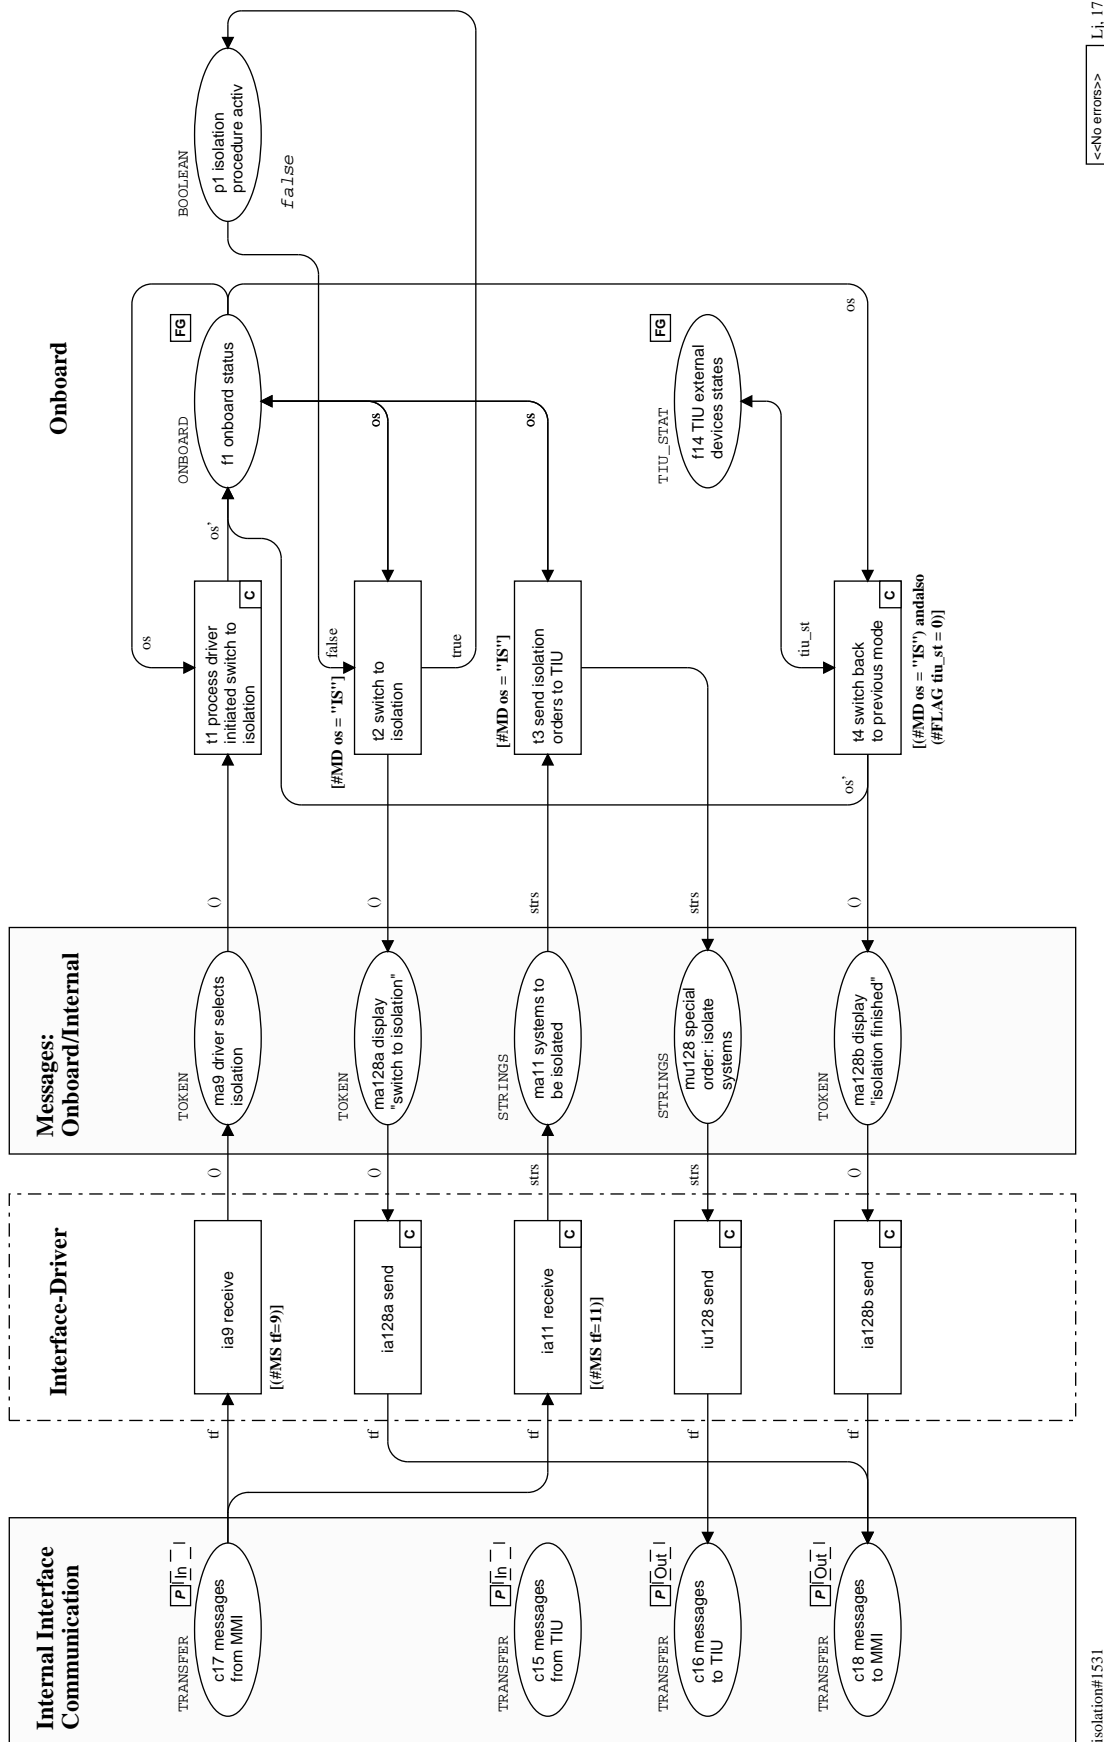 Internal Interface
Communication
Interface-Driver
Messages:
Onboard/Internal
Onboard
TRANSFER
P
In
c17 messages
from MMI
tf
ia9 receive
[(#MS tf=9)]
()
TOKEN
ma9 driver selects
isolation
()
t1 process driver
initiated switch to
isolation
C
os
os'
ONBOARD
FG
f1 onboard status
BOOLEAN
p1 isolation
procedure activ
false
tf
ia128a send
C
()
TOKEN
ma128a display
"switch to isolation"
()
[#MD os = "IS"]
t2 switch to
isolation
false
true
os
TRANSFER
P
In
c15 messages
from TIU
tf
ia11 receive
C
[(#MS tf=11)]
strs
STRINGS
ma11 systems to
be isolated
strs
[#MD os = "IS"]
t3 send isolation
orders to TIU
os
TRANSFER
P
Out
c16 messages
to TIU
tf
iu128 send
C
strs
STRINGS
mu128 special
order: isolate
systems
strs
TIU_STAT
FG
f14 TIU external
devices states
TRANSFER
P
Out
c18 messages
to MMI
tf
ia128b send
C
()
TOKEN
ma128b display
"isolation finished"
()
os'
t4 switch back
to previous mode
C
tiu_st
os
[(#MD os = "IS") andalso
(#FLAG tiu_st = 0)]
isolation#1531
<<No errors>>
Li, 17